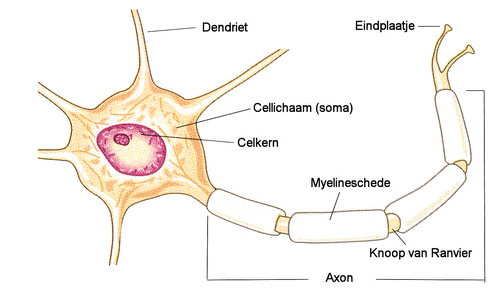 Dendriet
Eindplaatje
Cellichaam (soma)
Celkern
Myelineschede
Knoop van Ranvier
Axon